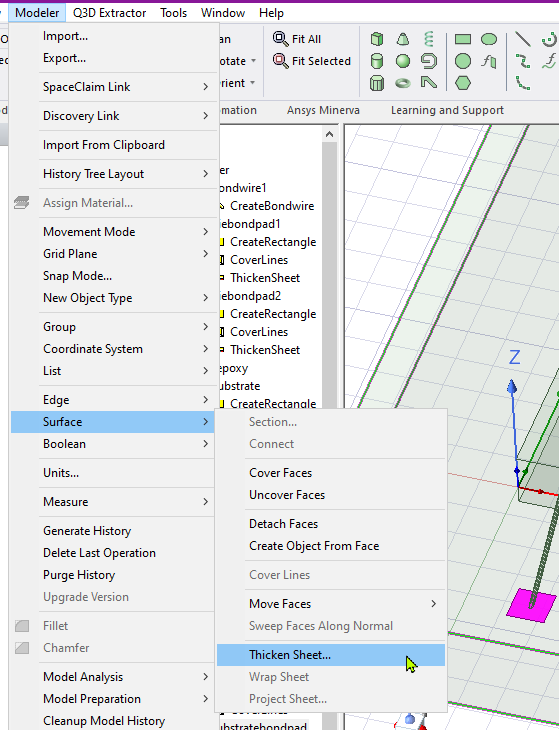 Modeler Q3D Extractor Tools Window Help
Import...
Export...
SpaceClaim Link
Discovery Link
Import From Clipboard
History Tree Layout
Assign Material...
Movement Mode
Grid Plane
Snap Mode...
New Object Type
Group
Coordinate System
List
Edge
Surface
Boolean
Units...
Measure
Generate History
Delete Last Operation
Purge History
Upgrade Version
Fillet
Chamfer
Model Analysis
Model Preparation
Cleanup Model History
Section...
Connect
Cover Faces
Uncover Faces
Detach Faces
Create Object From Face
Cover Lines
Move Faces
Sweep Faces Along Normal
Thicken Sheet...
Wrap Sheet
Project Sheet...
Fit All
otate
Fit Selected
rient
mation Ansys Minerva Learning and Support
er
ondwire1
CreateBondwire
iebondpad1
CreateRectangle
CoverLines
ThickenSheet
iebondpad2
CreateRectangle
CoverLines
ThickenSheet
epoxy
ubstrate
CreateRectangle
ubstratebondpad
Z